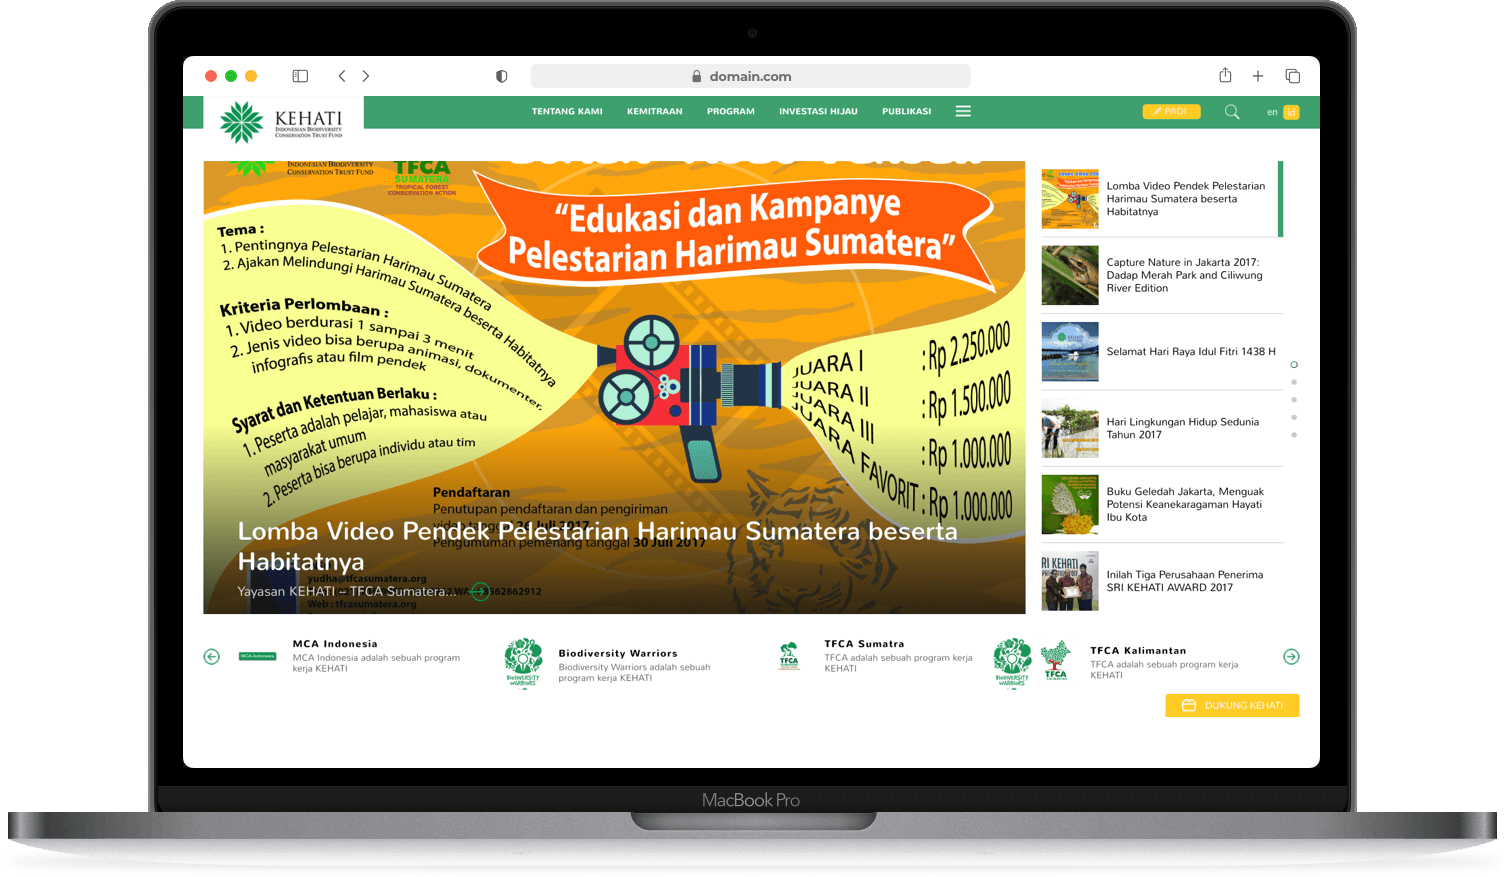 domain.com
KEHATI
INDONESIAN BIODIVERSITY
CONSERVATION TRUST FUND
TENTANG KAMI
KEMITRAAN
PROGRAM
INVESTASI HIJAU
PUBLIKASI
PADI
en
id
INDONESIAN BIODIVERSITY
CONSERVATION TRUST FUND
TFCA
SUMATERA
TROPICAL FOREST
CONSERVATION ACTION
"Edukasi dan Kampanye
Pelestarian Harimau Sumatera"
Tema :
1. Pentingnya Pelestarian Harimau Sumatera
2. Ajakan Melindungi Harimau Sumatera beserta Habitatnya
Kriteria Perlombaan :
1. Video berdurasi 1 sampai 3 menit
2. Jenis video bisa berupa animasi, dokumenter,
infografis atau film pendek
Syarat dan Ketentuan Berlaku :
1. Peserta adalah pelajar, mahasiswa atau
masyarakat umum
2. Peserta bisa berupa individu atau tim
JUARA I : Rp 2.250.000
JUARA II : Rp 1.500.000
JUARA III : Rp 1.000.000
JUARA FAVORIT : Rp 1.000.000
Pendaftaran
Penutupan pendaftaran dan pengiriman
video tanggal 26 Juli 2017
Pengumuman pemenang tanggal 30 Juli 2017
yudha@tfcasumatera.org
Web : tfcasumatera.org
Lomba Video Pendek Pelestarian Harimau Sumatera beserta
Habitatnya
Yayasan KEHATI – TFCA Sumatera...
Lomba Video Pendek Pelestarian
Harimau Sumatera beserta
Habitatnya
Capture Nature in Jakarta 2017:
Dadap Merah Park and Ciliwung
River Edition
Selamat Hari Raya Idul Fitri 1438 H
Hari Lingkungan Hidup Sedunia
Tahun 2017
Buku Geledah Jakarta, Menguak
Potensi Keanekaragaman Hayati
Ibu Kota
SRI KEHATI
Inilah Tiga Perusahaan Penerima
SRI KEHATI AWARD 2017
MCA-Indonesia
MCA Indonesia
MCA Indonesia adalah sebuah program
kerja KEHATI
BIODIVERSITY
WARRIORS
Biodiversity Warriors
Biodiversity Warriors adalah sebuah
program kerja KEHATI
TFCA
TFCA Sumatra
TFCA adalah sebuah program kerja
KEHATI
BIODIVERSITY
WARRIORS
TFCA
TFCA Kalimantan
TFCA adalah sebuah program kerja
KEHATI
DUKUNG KEHATI
MacBook Pro